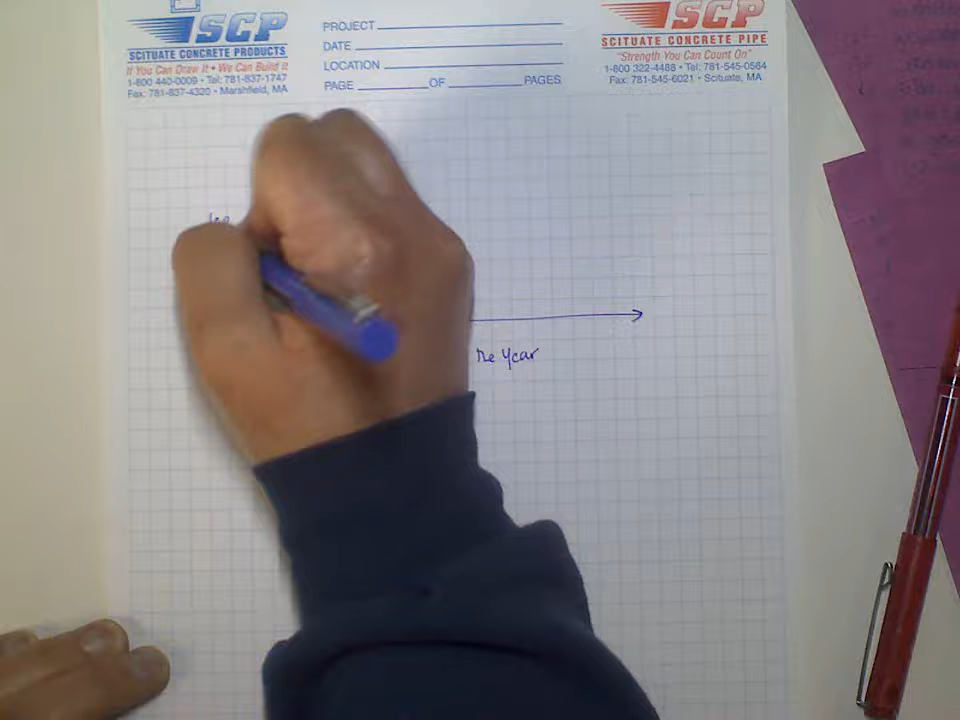 SCP
SCITUATE CONCRETE PRODUCTS
If You Can Draw It • We Can Build it
1-800 440-0009 • Tel: 781-837-1747
Fax: 781-837-4320 • Marshfield, MA
PROJECT
DATE
LOCATION
PAGE OF PAGES
SCP
SCITUATE CONCRETE PIPE
"Strength You Can Count On"
1-800 322-4488 • Tel: 781-545-0564
Fax: 781-545-6021 • Scituate, MA
the year